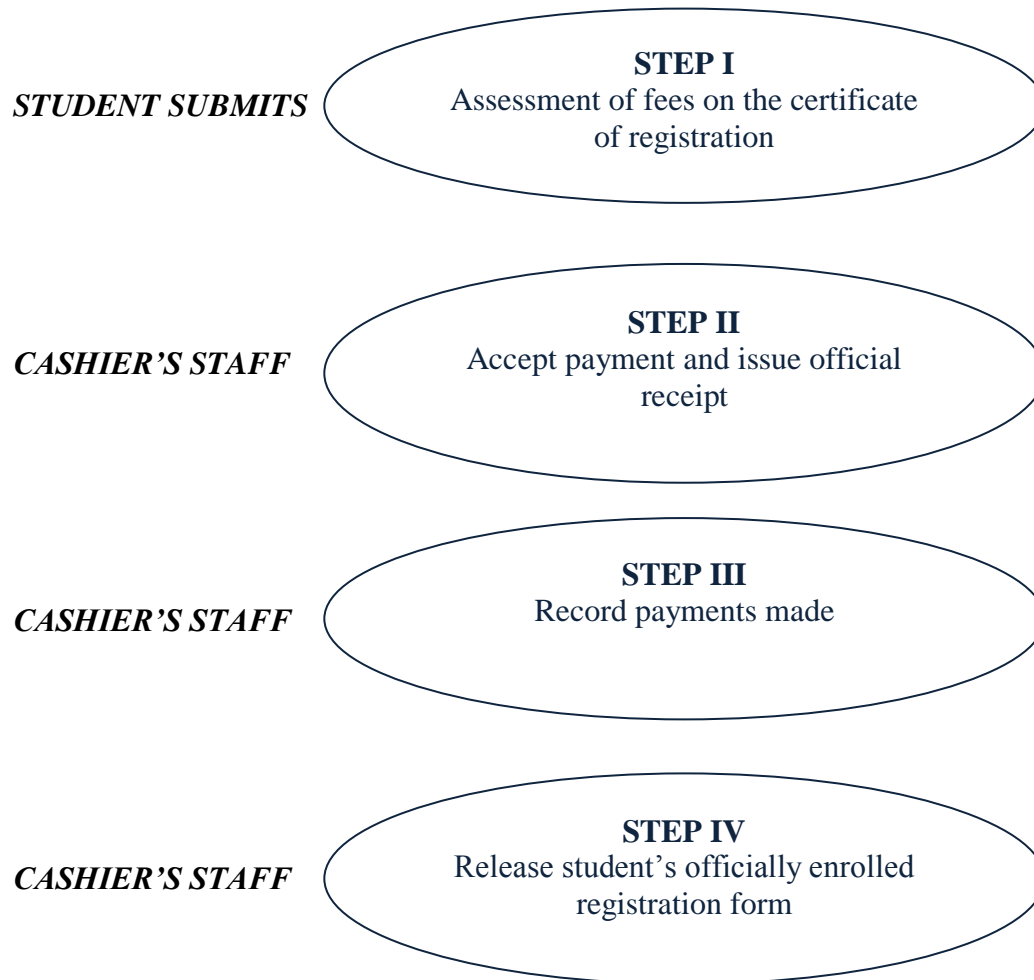 STEP I
STUDENT SUBMITS
Assessment of fees on the certificate
of registration
STEP II
CASHIER’S STAFF
Accept payment and issue official
receipt
STEP III
CASHIER’S STAFF
Record payments made
STEP IV
CASHIER’S STAFF
Release student’s officially enrolled
registration form